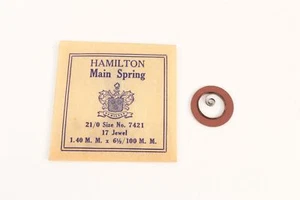 HAMILTON
Main Spring
21/0 Size No. 7421
17 Jewel
1.40 M. M. x 6½/100 M. M.